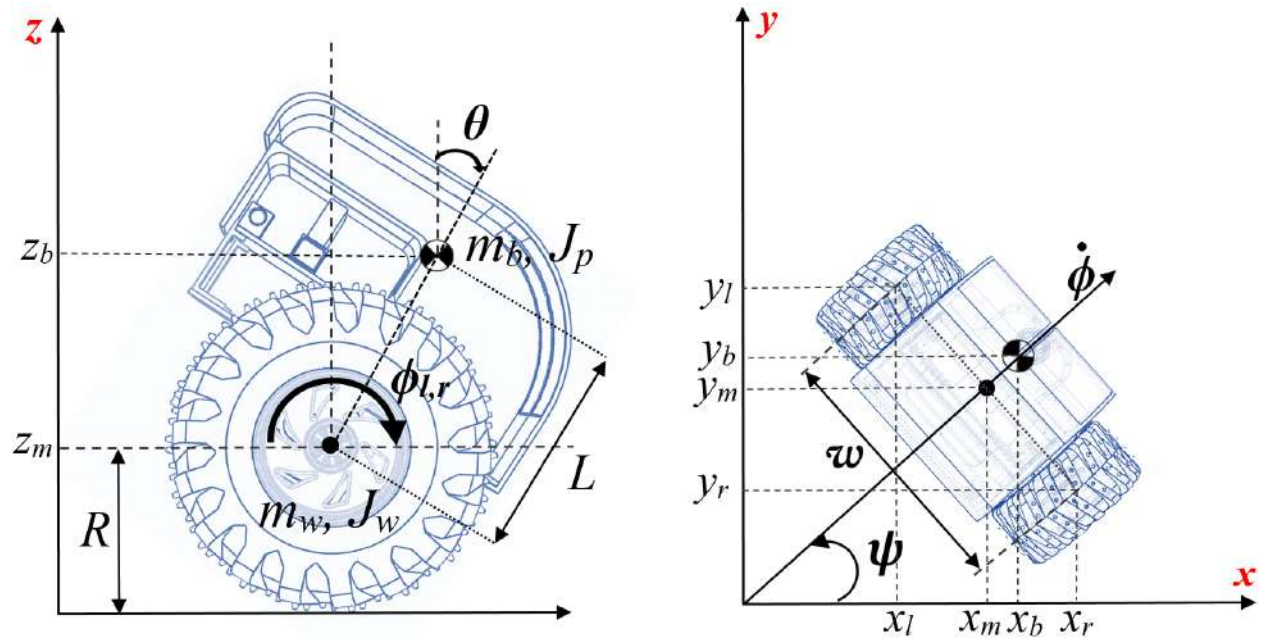 z
θ
z_b
m_b, J_p
ϕ_{l,r}
z_m
L
m_w, J_w
R
y
ϕ̇
y_l
y_b
y_m
w
y_r
ψ
x
x_l x_m x_b x_r